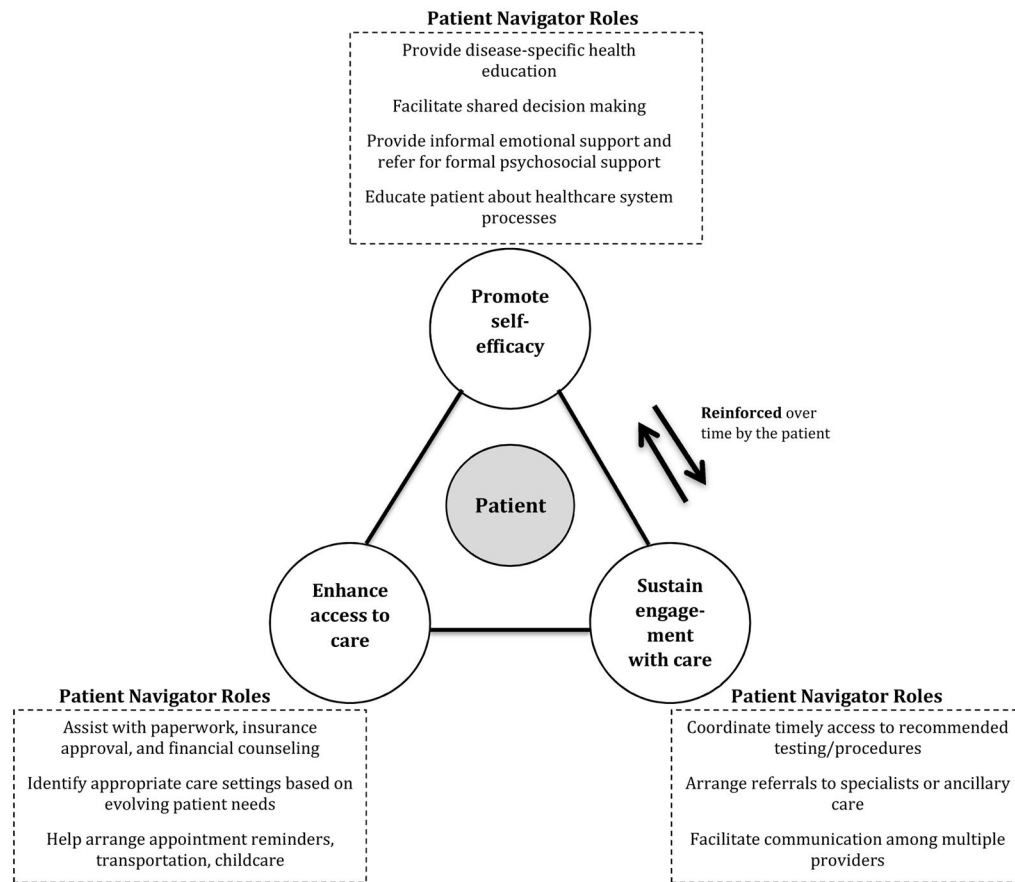 Patient Navigator Roles
Provide disease-specific health
education
Facilitate shared decision making
Provide informal emotional support and
refer for formal psychosocial support
Educate patient about healthcare system
processes
Promote
self-
efficacy
Reinforced over
time by the patient
Patient
Enhance
access to
care
Sustain
engage-
ment
with care
Patient Navigator Roles
Assist with paperwork, insurance
approval, and financial counseling
Identify appropriate care settings based on
evolving patient needs
Help arrange appointment reminders,
transportation, childcare
Patient Navigator Roles
Coordinate timely access to recommended
testing/procedures
Arrange referrals to specialists or ancillary
care
Facilitate communication among multiple
providers